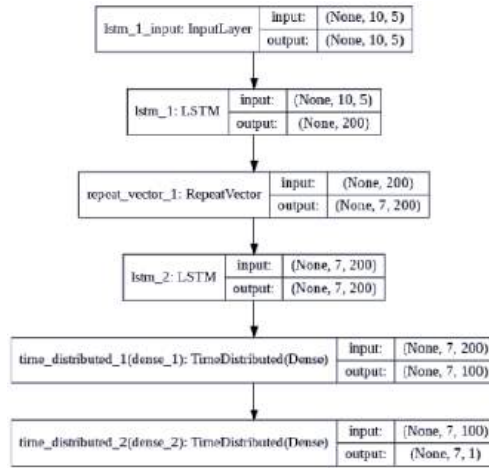 lstm_1_input: InputLayer input: (None, 10, 5)
output: (None, 10, 5)
lstm_1: LSTM input: (None, 10, 5)
output: (None, 200)
repeat_vector_1: RepeatVector input: (None, 200)
output: (None, 7, 200)
lstm_2: LSTM input: (None, 7, 200)
output: (None, 7, 200)
time_distributed_1(dense_1): TimeDistributed(Dense) input: (None, 7, 200)
output: (None, 7, 100)
time_distributed_2(dense_2): TimeDistributed(Dense) input: (None, 7, 100)
output: (None, 7, 1)